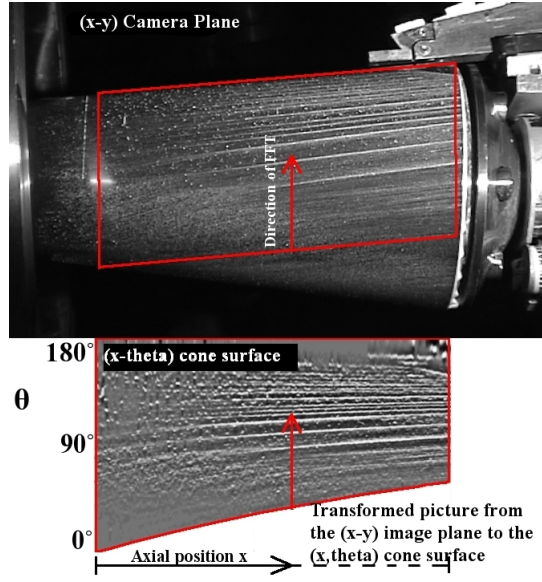 (x-y) Camera Plane
Direction of FFT
180°
(x-theta) cone surface
θ
90°
0°
Transformed picture from
the (x-y) image plane to the
(x,theta) cone surface
Axial position x